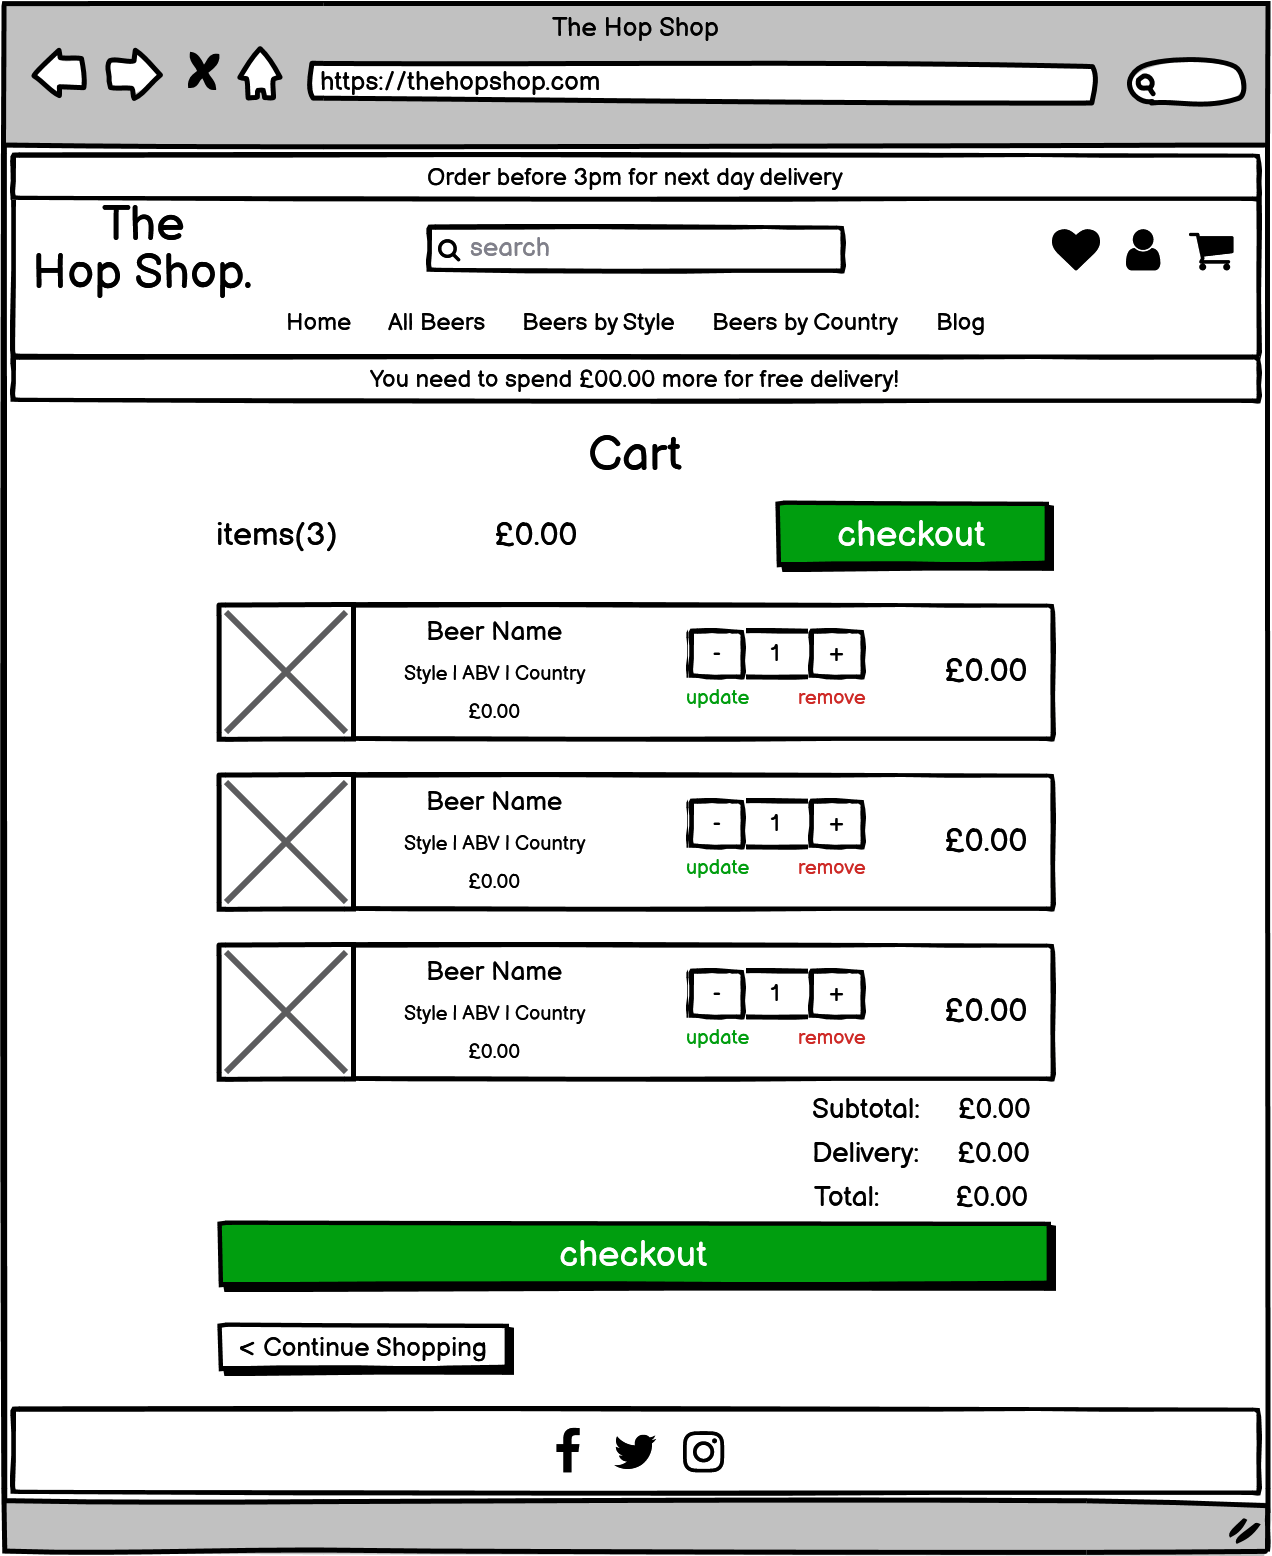 The Hop Shop
https://thehopshop.com
Order before 3pm for next day delivery
The
Hop Shop.
search
Home All Beers Beers by Style Beers by Country Blog
You need to spend £00.00 more for free delivery!
Cart
items(3) £0.00 checkout
Beer Name
Style | ABV | Country
£0.00
- 1 +
update remove
£0.00
Beer Name
Style | ABV | Country
£0.00
- 1 +
update remove
£0.00
Beer Name
Style | ABV | Country
£0.00
- 1 +
update remove
£0.00
Subtotal: £0.00
Delivery: £0.00
Total: £0.00
checkout
< Continue Shopping